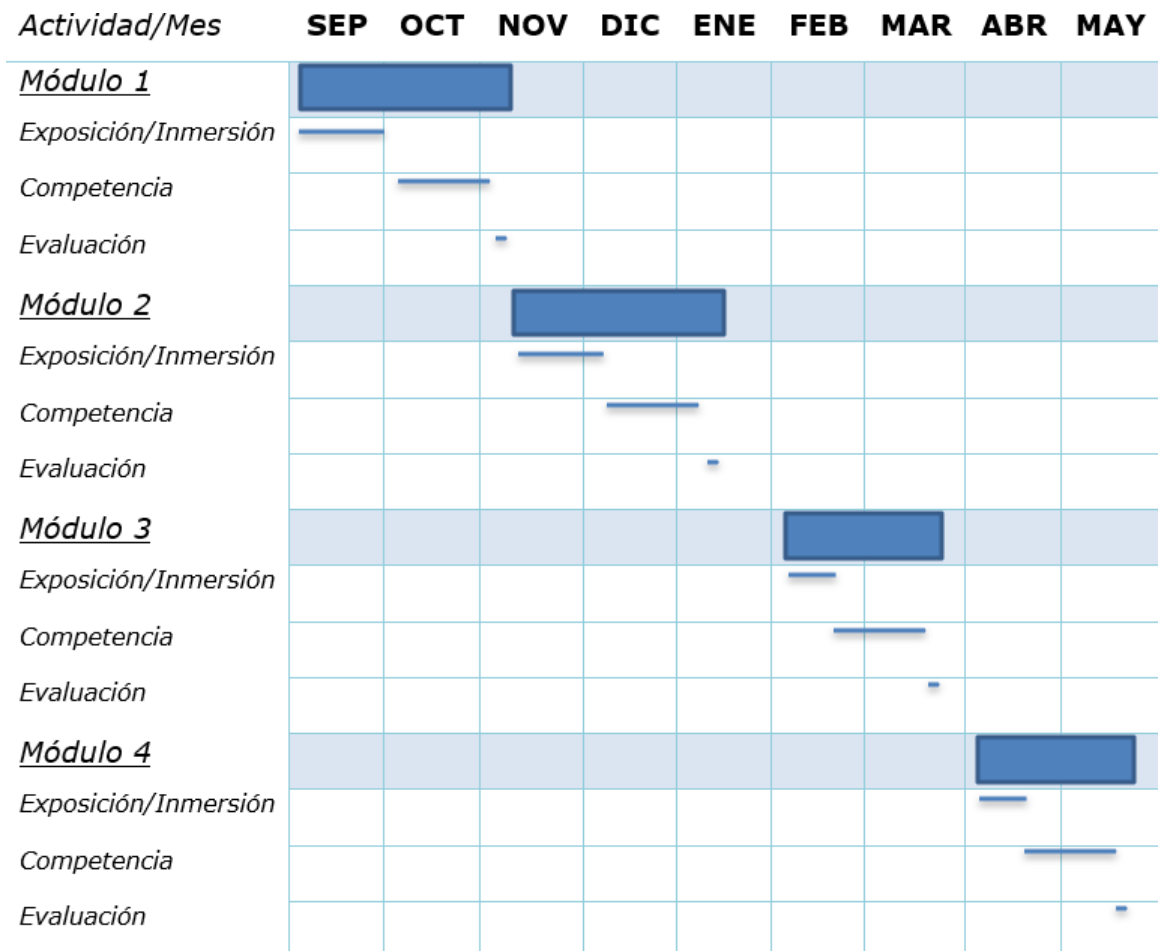 Actividad/Mes SEP OCT NOV DIC ENE FEB MAR ABR MAY
Módulo 1
Exposición/Inmersión
Competencia
Evaluación
Módulo 2
Exposición/Inmersión
Competencia
Evaluación
Módulo 3
Exposición/Inmersión
Competencia
Evaluación
Módulo 4
Exposición/Inmersión
Competencia
Evaluación